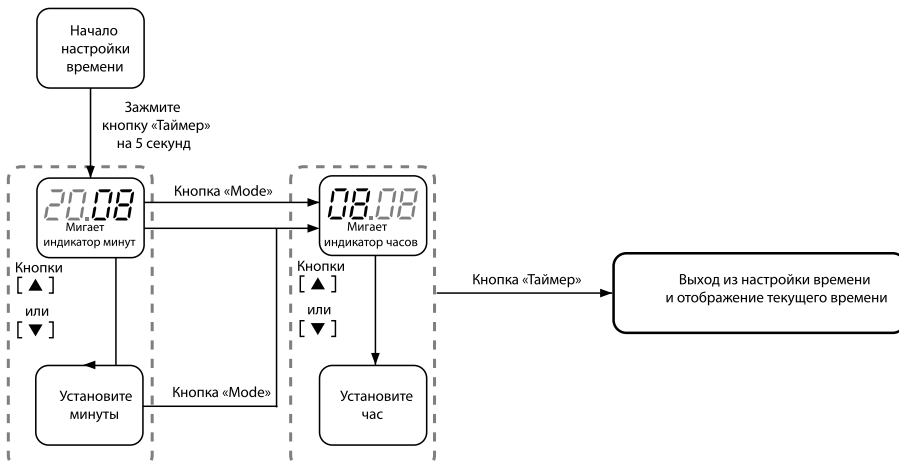 Начало
настройки
времени
Зажмите
кнопку «Таймер»
на 5 секунд
20.08
Мигает
индикатор минут
Кнопка «Mode»
08.08
Мигает
индикатор часов
Кнопки
[▲]
или
[▼]
Кнопки
[▲]
или
[▼]
Кнопка «Таймер»
Выход из настройки времени
и отображение текущего времени
Установите
минуты
Кнопка «Mode»
Установите
час